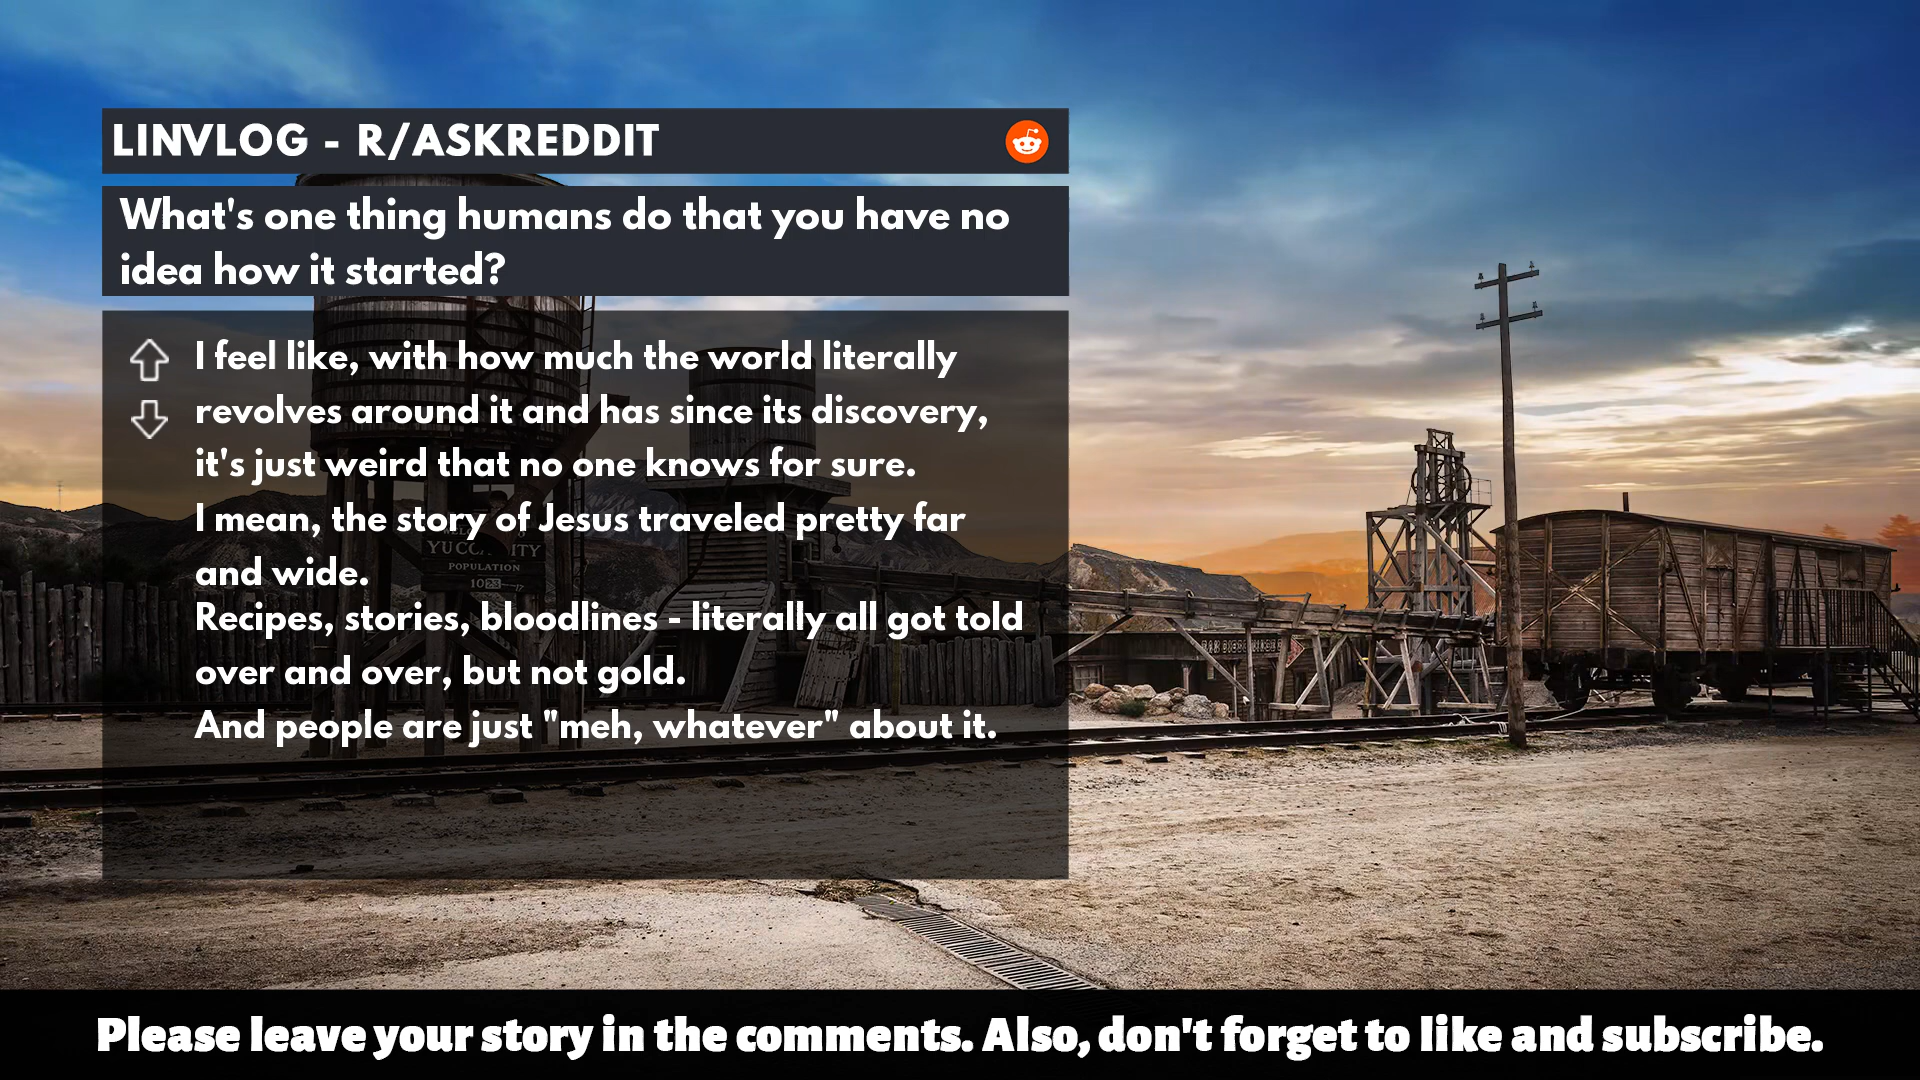 LINVLOG - R/ASKREDDIT
What's one thing humans do that you have no
idea how it started?
I feel like, with how much the world literally
revolves around it and has since its discovery,
it's just weird that no one knows for sure.
I mean, the story of Jesus traveled pretty far
and wide.
Recipes, stories, bloodlines - literally all got told
over and over, but not gold.
And people are just "meh, whatever" about it.
POPULATION
Please leave your story in the comments. Also, don't forget to like and subscribe.